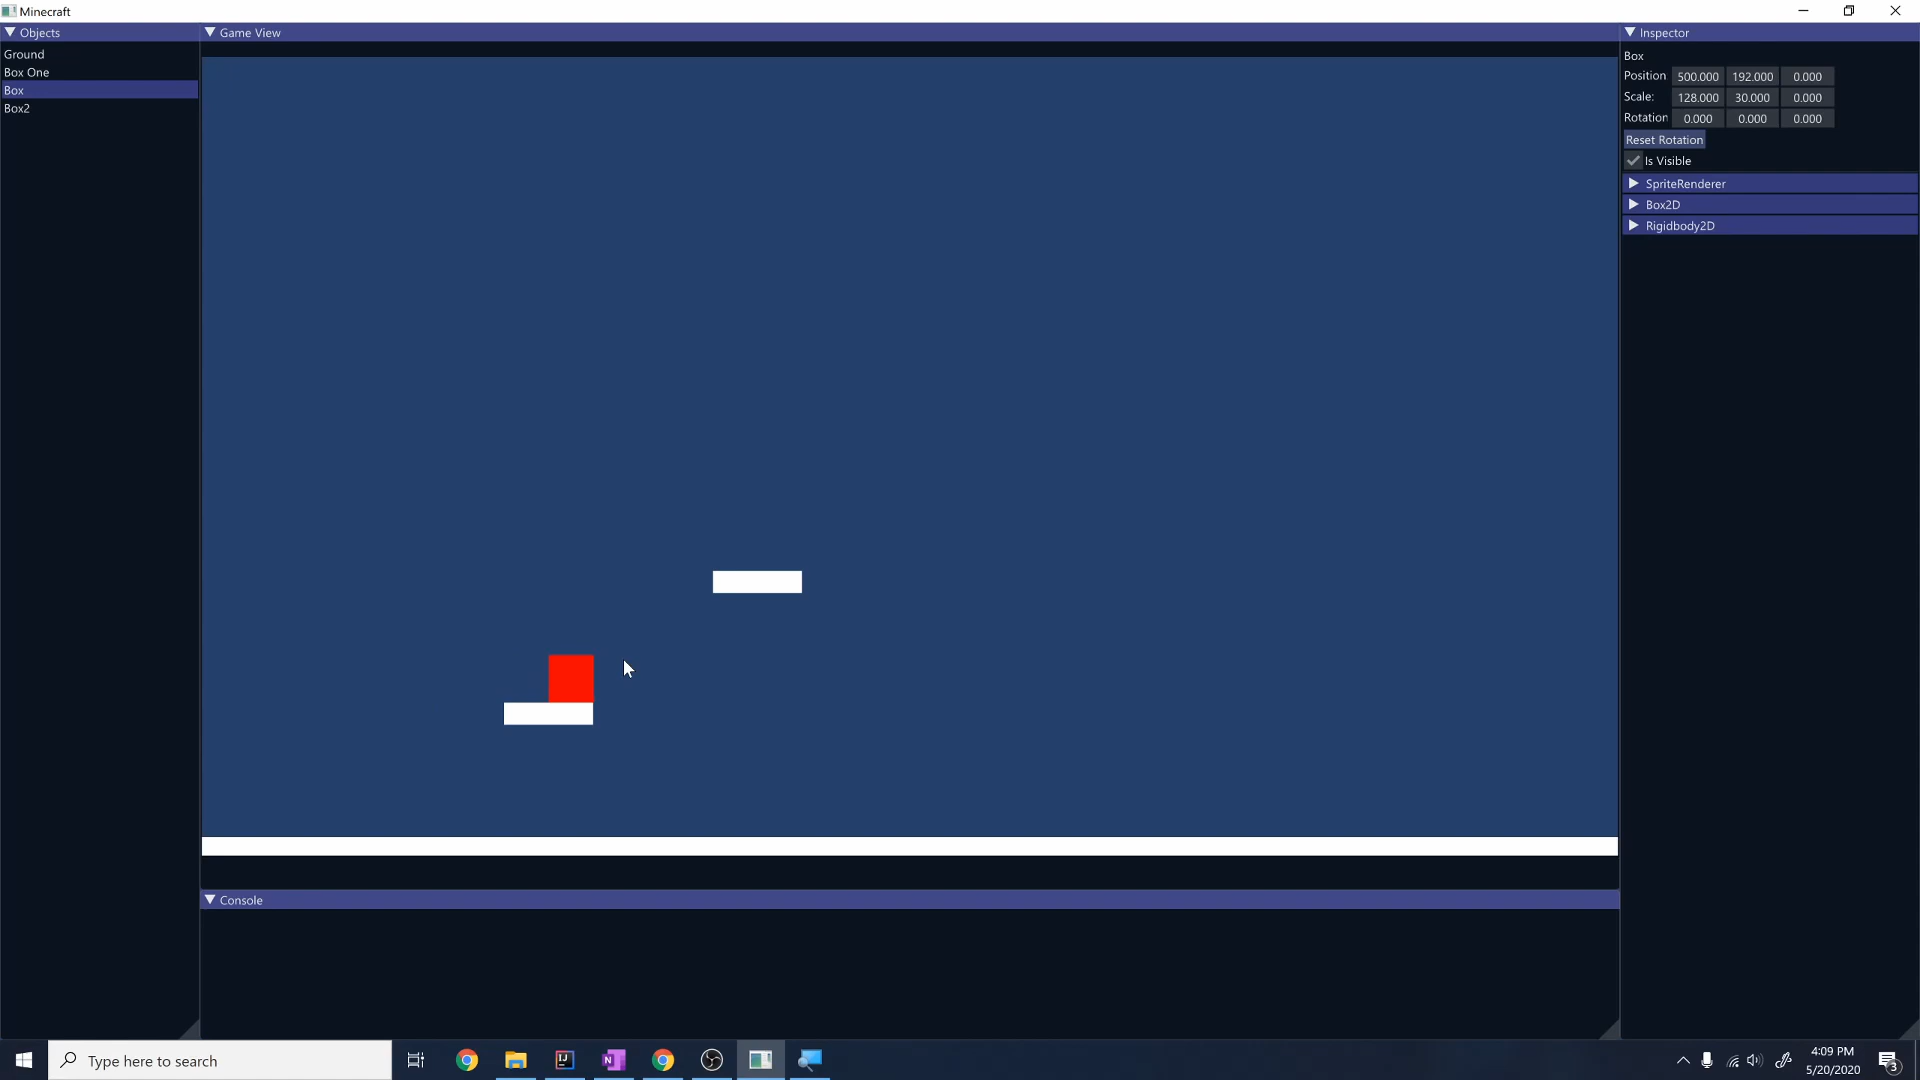 Minecraft
Objects
Ground
Box One
Box
Box2
Game View
Console
Inspector
Box
Position 500.000 192.000 0.000
Scale: 128.000 30.000 0.000
Rotation 0.000 0.000 0.000
Reset Rotation
Is Visible
SpriteRenderer
Box2D
Rigidbody2D
Type here to search
IJ
N
4:09 PM
5/20/2020
3